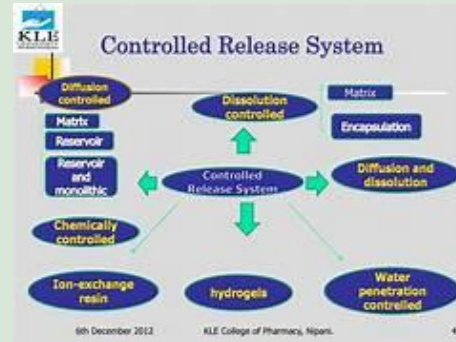 KLE
Controlled Release System
Diffusion
controlled
Matrix
Reservoir
Reservoir
and
monolithic
Dissolution
controlled
Matrix
Encapsulation
Controlled
Release System
Diffusion and
dissolution
Chemically
controlled
Ion-exchange
resin
hydrogels
Water
penetration
controlled
6th December 2012
KLE College of Pharmacy, Nipani.
4